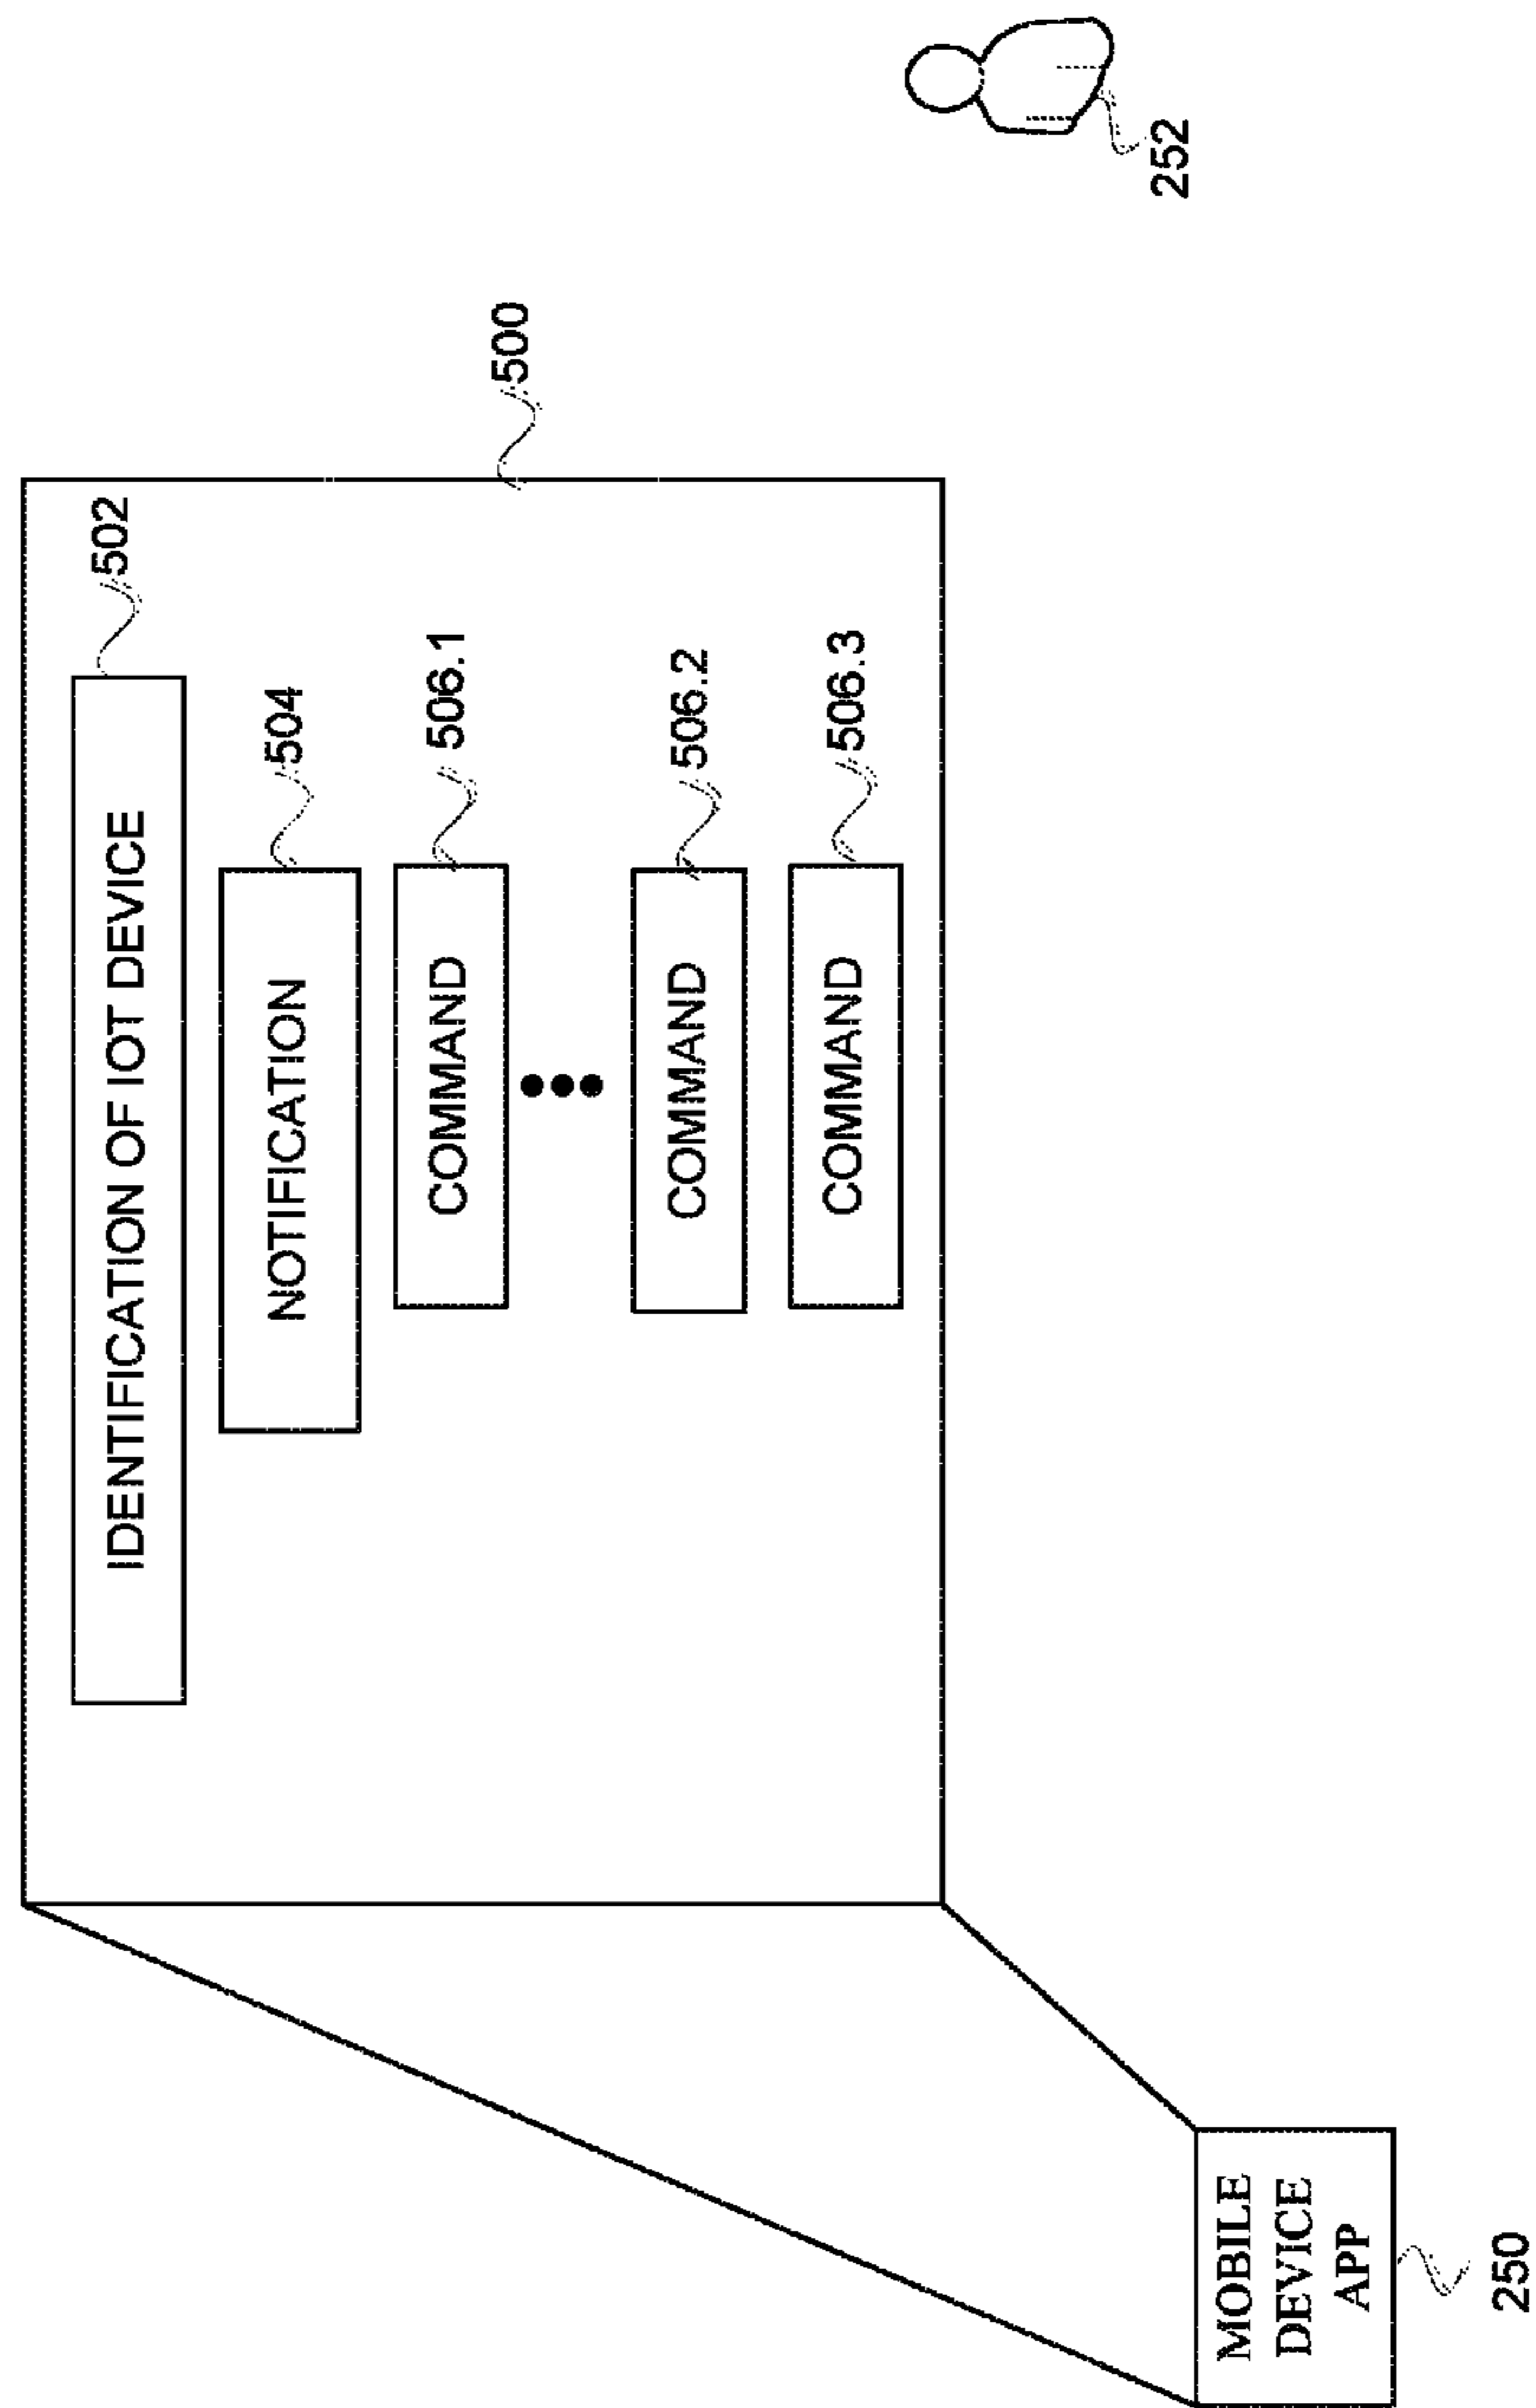 IDENTIFICATION OF IOT DEVICE
502
NOTIFICATION
504
COMMAND
506.1
COMMAND
506.2
COMMAND
506.3
500
252
MOBILE
DEVICE
APP
250